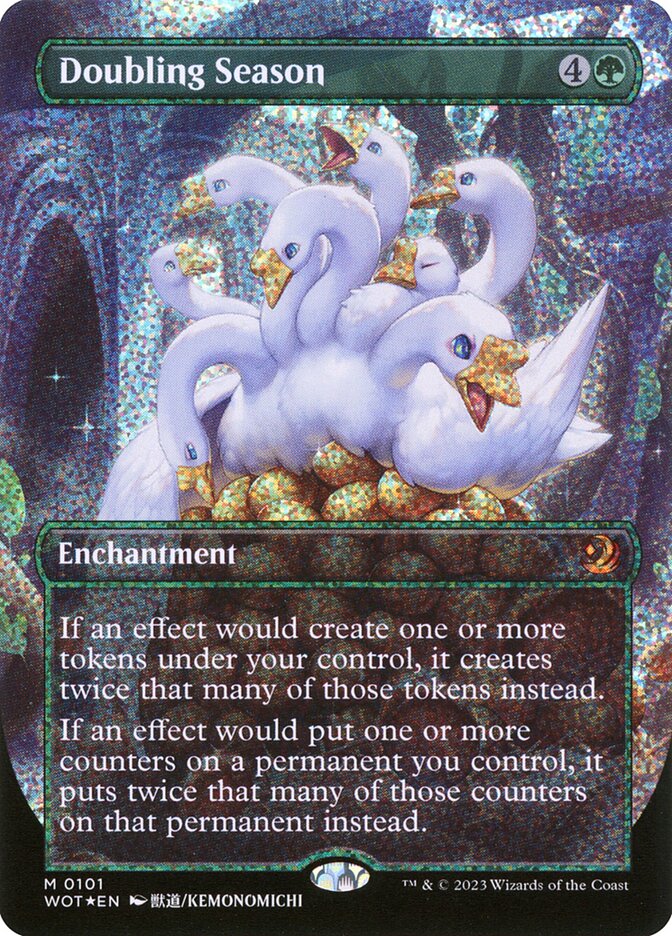 Doubling Season 4
Enchantment
If an effect would create one or more
tokens under your control, it creates
twice that many of those tokens instead.
If an effect would put one or more
counters on a permanent you control, it
puts twice that many of those counters
on that permanent instead.
M 0101
WOT★EN 獣道/KEMONOMICHI
™ & © 2023 Wizards of the Coast